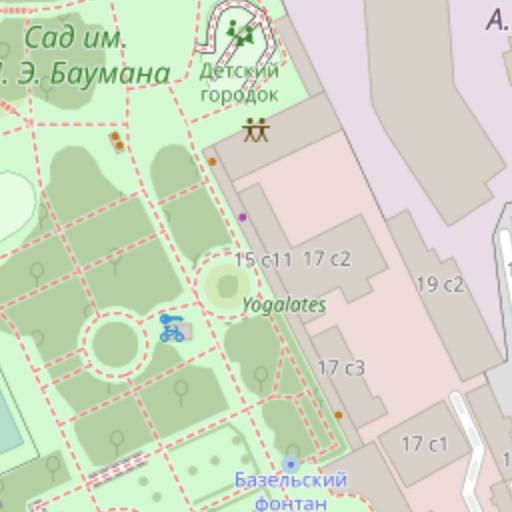 Сад им.
Э. Баумана
А.
Детский
городок
15 с11
17 с2
19 с2
Yogalates
17 с3
17 с1
Базельский
фонтан